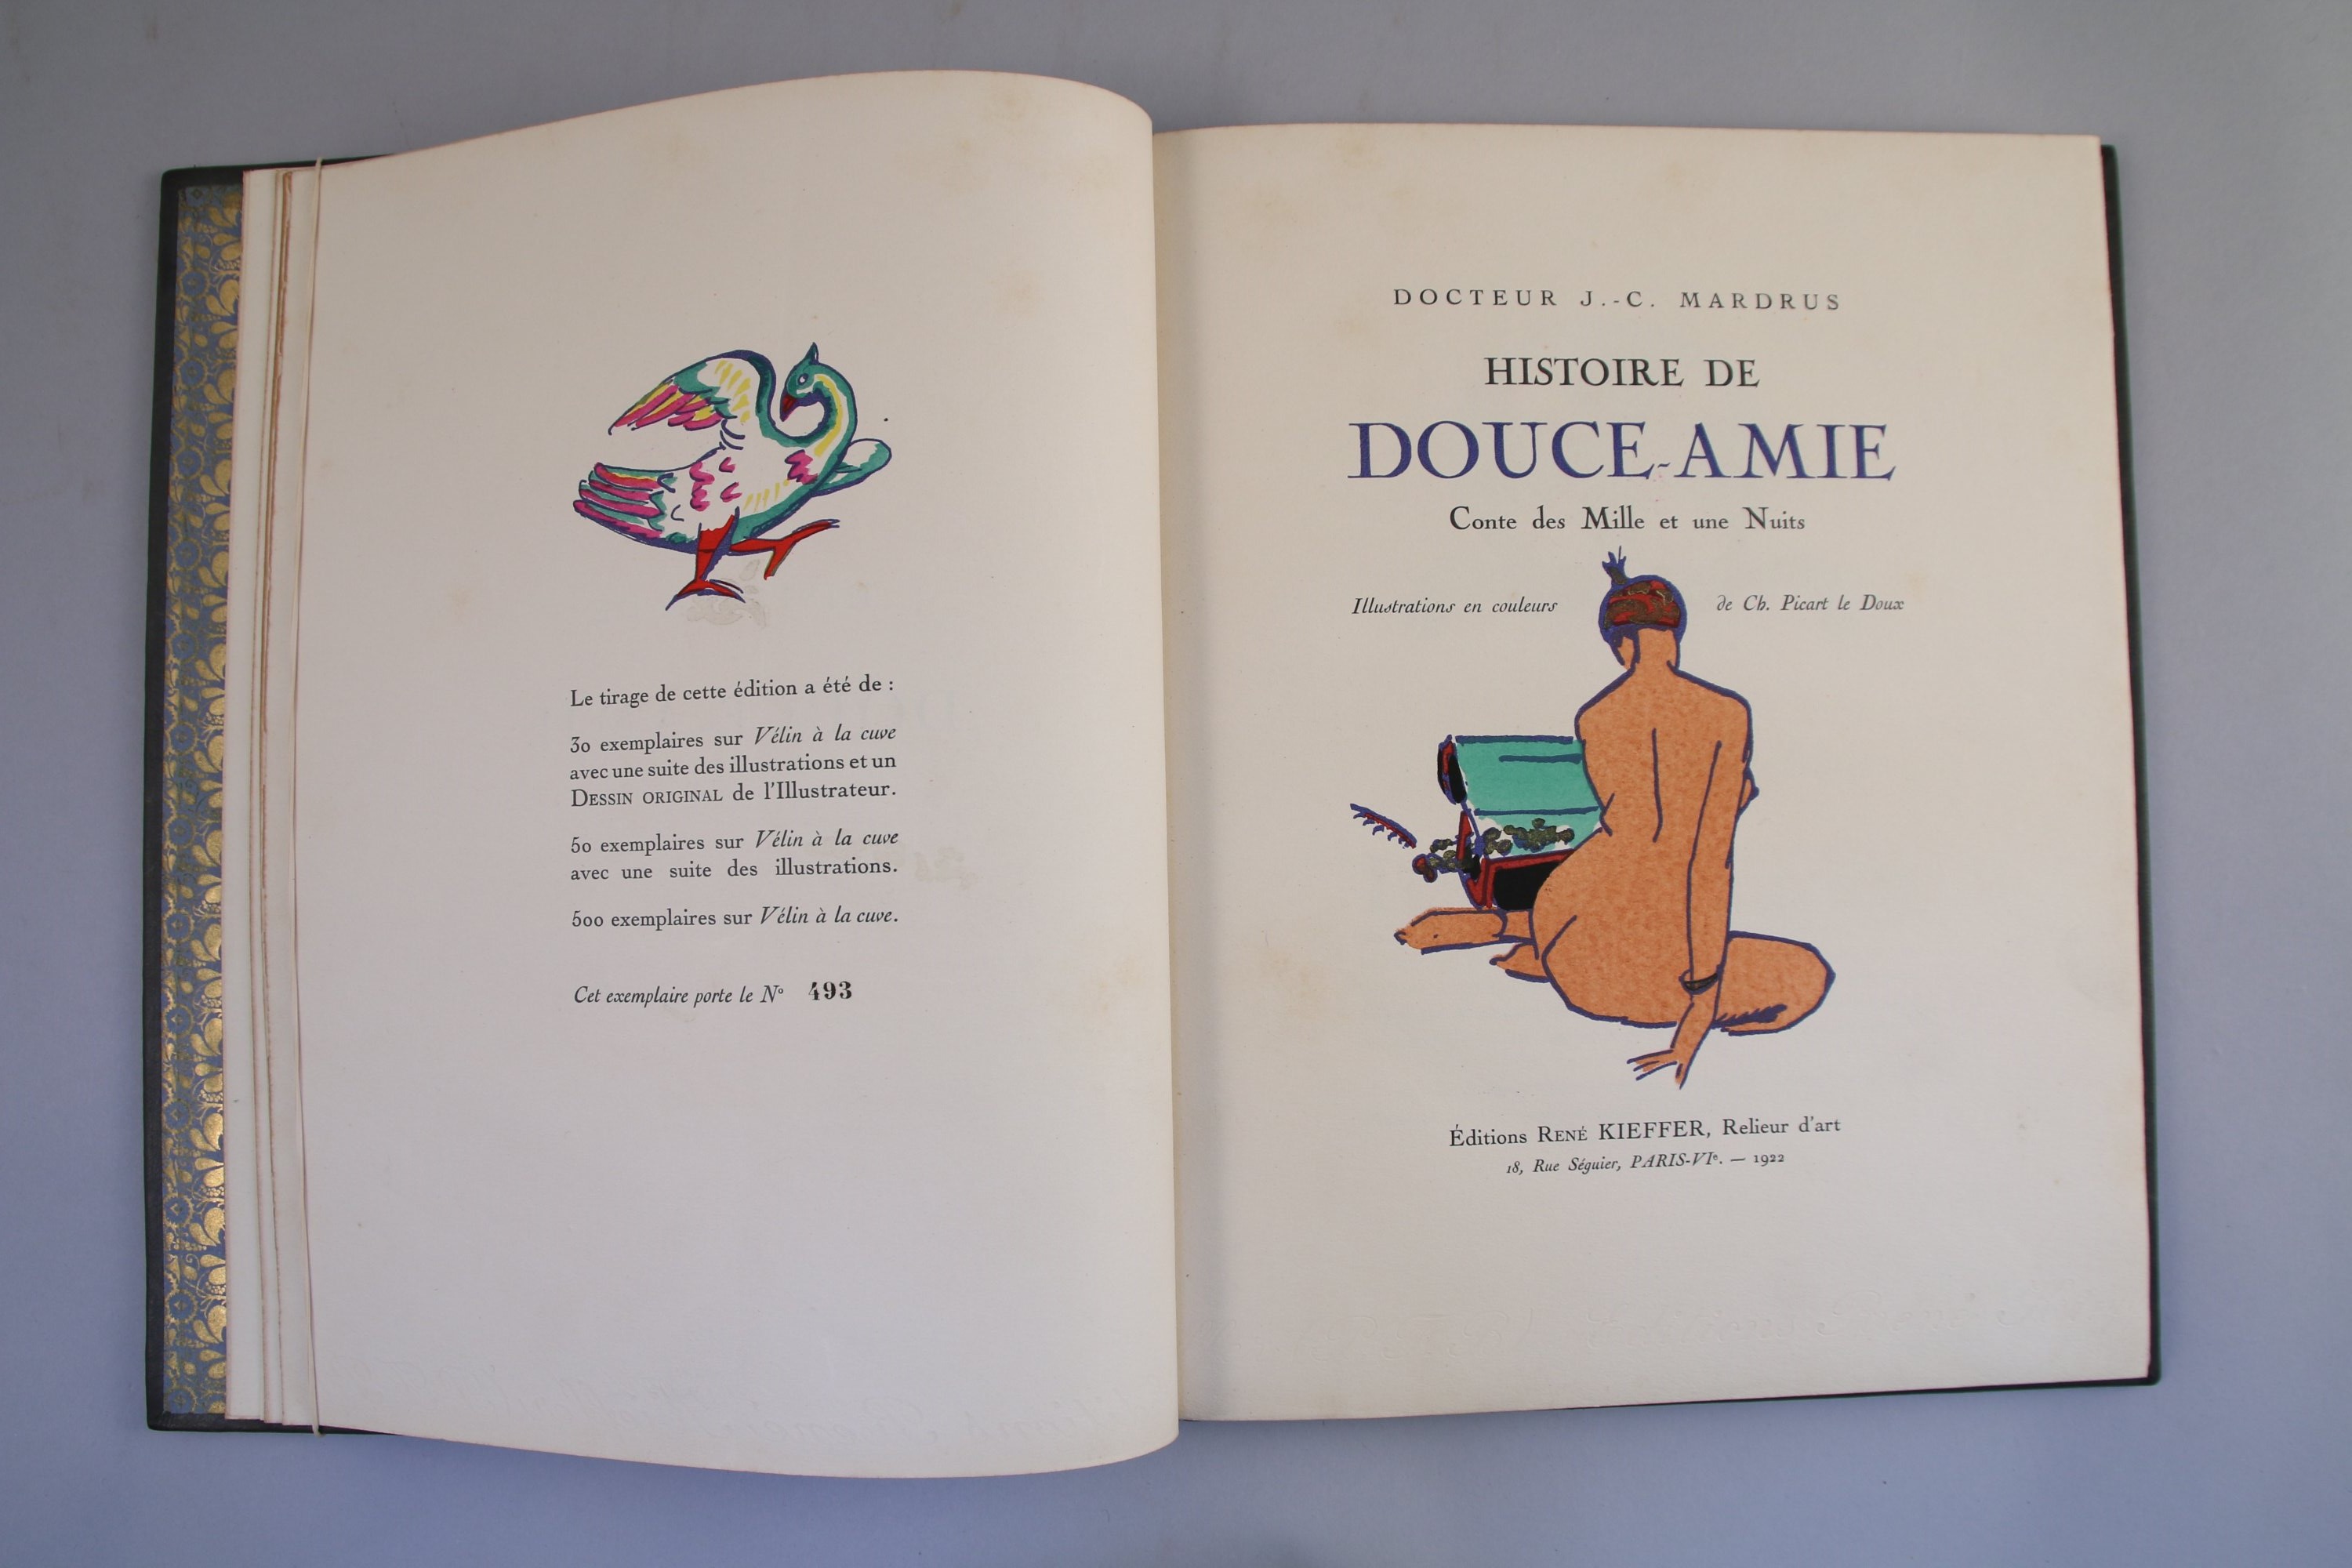 Le tirage de cette édition a été de :
30 exemplaires sur Vélin à la cuve
avec une suite des illustrations et un
DESSIN ORIGINAL de l'Illustrateur.
50 exemplaires sur Vélin à la cuve
avec une suite des illustrations.
500 exemplaires sur Vélin à la cuve.
Cet exemplaire porte le N° 493
DOCTEUR J.-C. MARDRUS
HISTOIRE DE
DOUCE-AMIE
Conte des Mille et une Nuits
Illustrations en couleurs de Ch. Picart le Doux
Éditions RENÉ KIEFFER, Relieur d'art
18, Rue Séguier, PARIS-VIe. — 1922